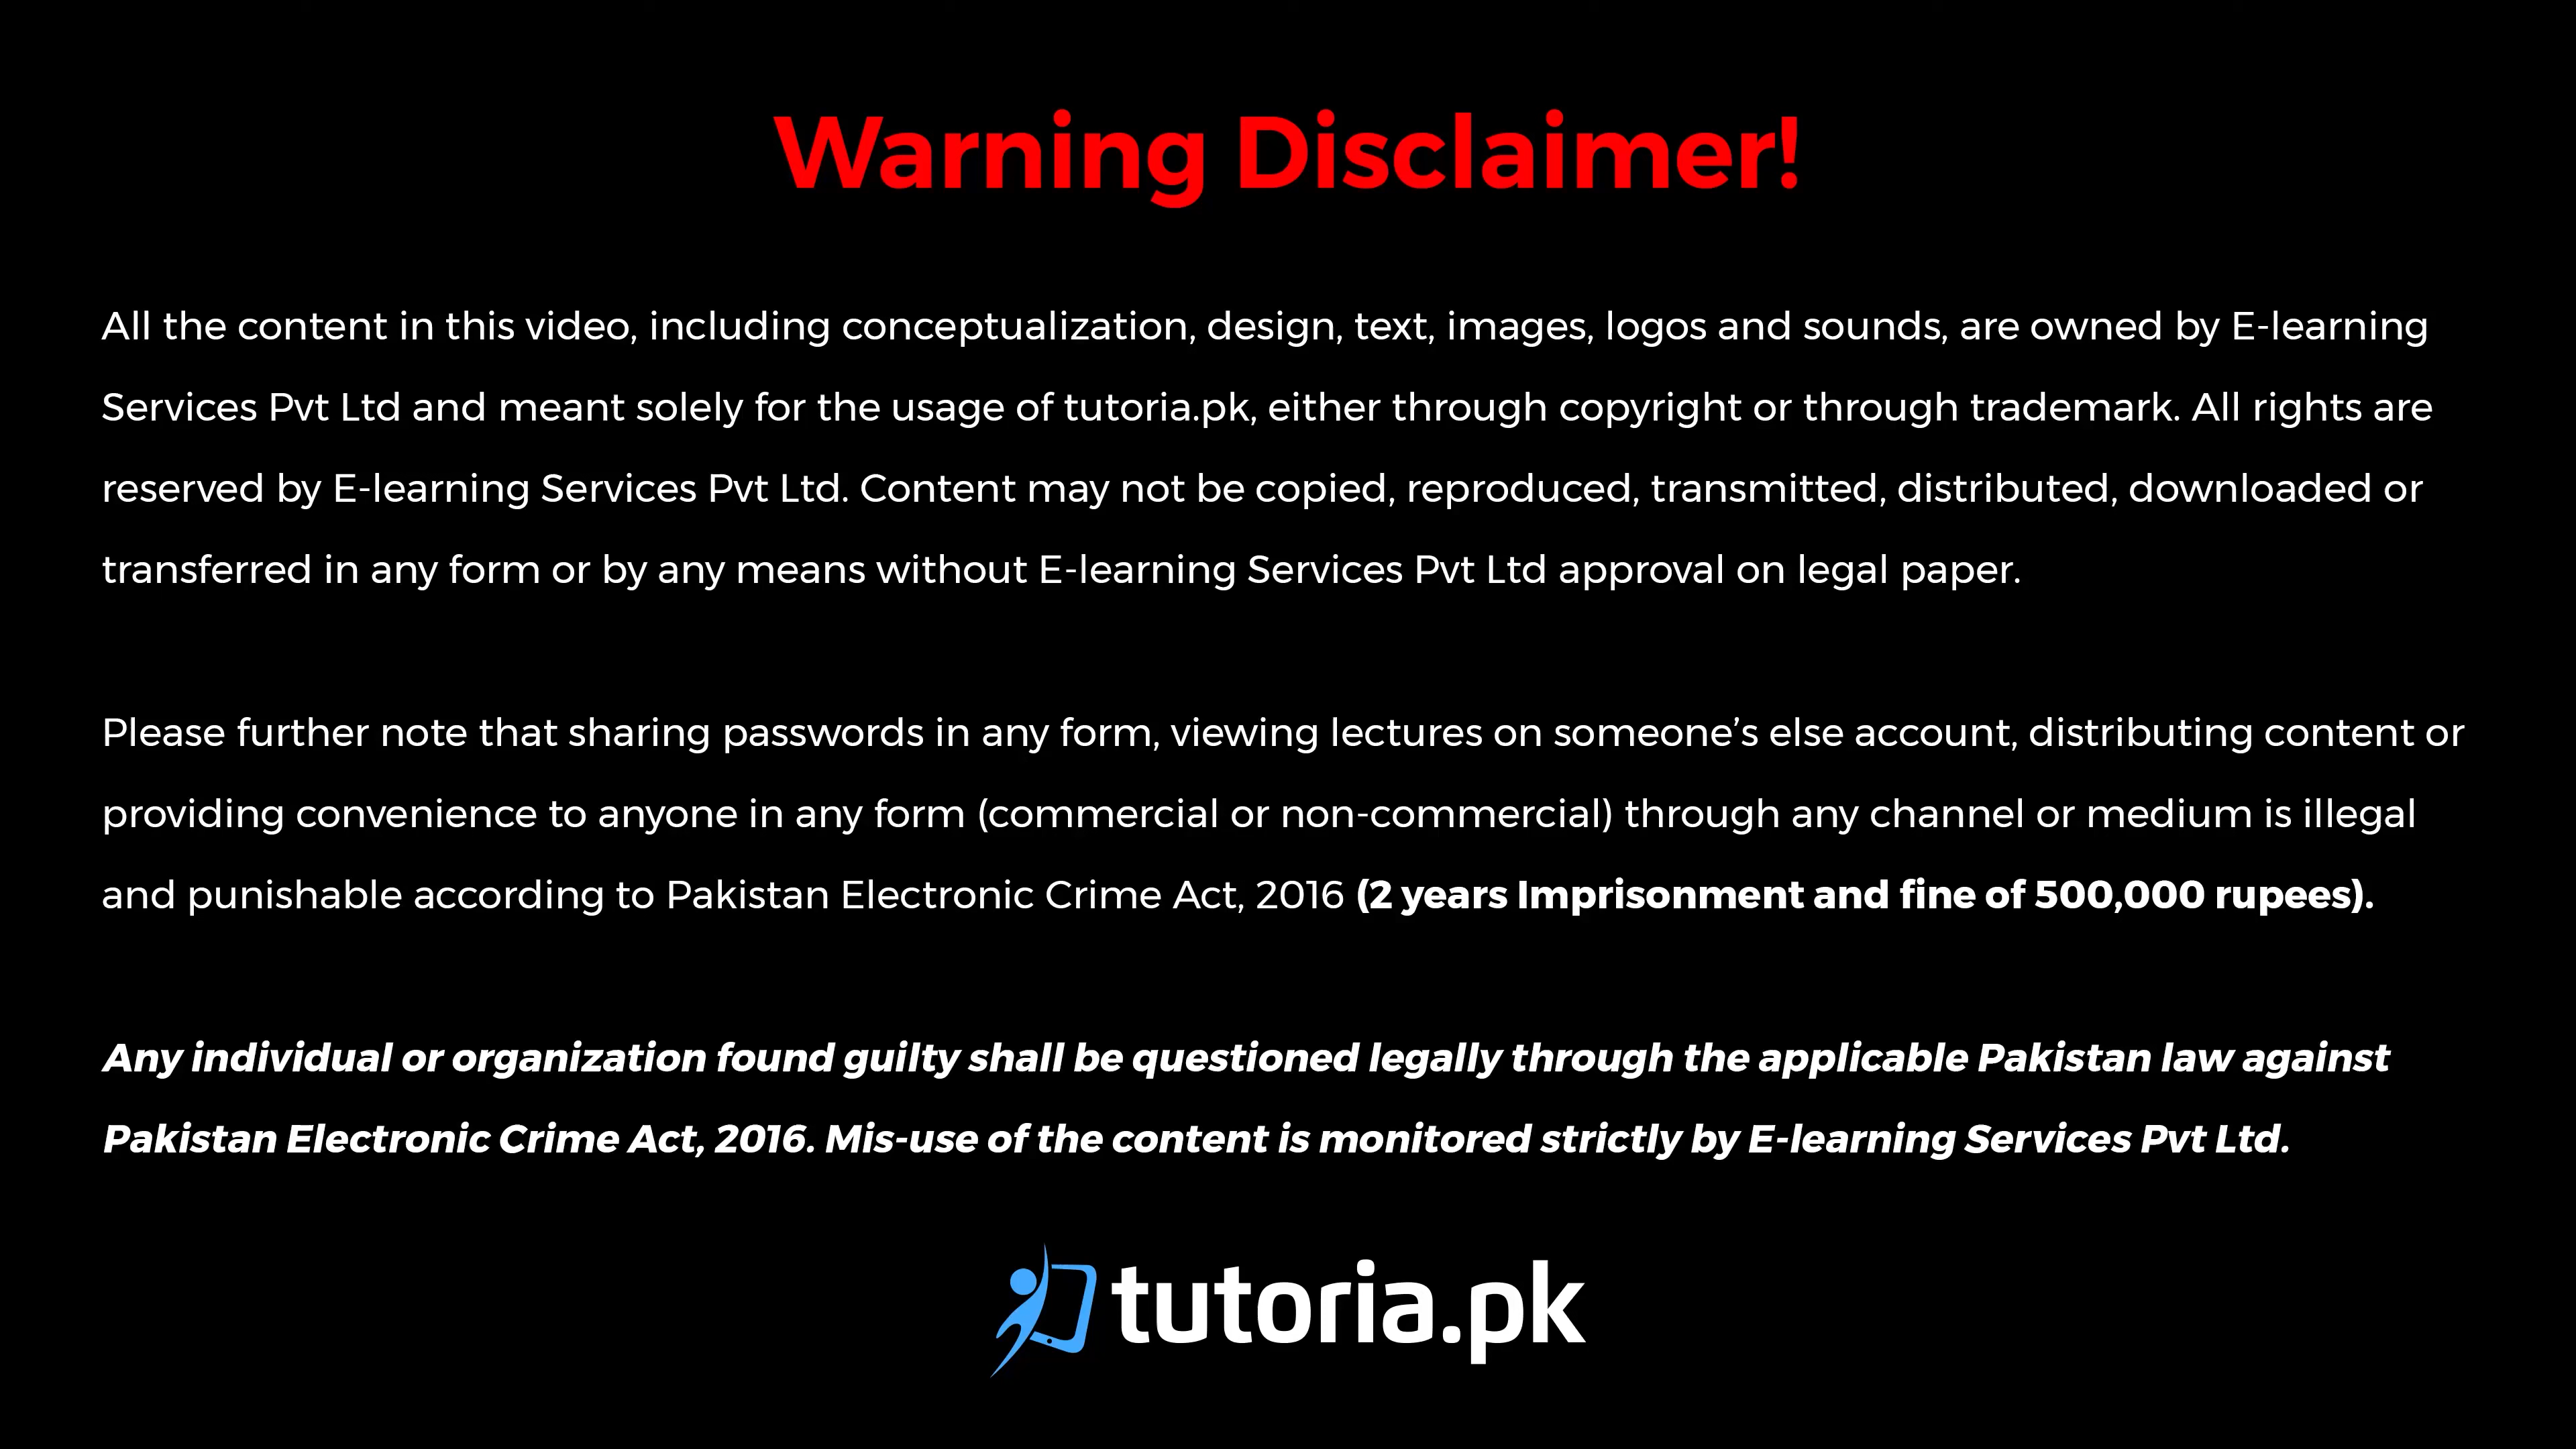 Warning Disclaimer!
All the content in this video, including conceptualization, design, text, images, logos and sounds, are owned by E-learning
Services Pvt Ltd and meant solely for the usage of tutoria.pk, either through copyright or through trademark. All rights are
reserved by E-learning Services Pvt Ltd. Content may not be copied, reproduced, transmitted, distributed, downloaded or
transferred in any form or by any means without E-learning Services Pvt Ltd approval on legal paper.
Please further note that sharing passwords in any form, viewing lectures on someone’s else account, distributing content or
providing convenience to anyone in any form (commercial or non-commercial) through any channel or medium is illegal
and punishable according to Pakistan Electronic Crime Act, 2016 (2 years Imprisonment and fine of 500,000 rupees).
Any individual or organization found guilty shall be questioned legally through the applicable Pakistan law against
Pakistan Electronic Crime Act, 2016. Mis-use of the content is monitored strictly by E-learning Services Pvt Ltd.
tutoria.pk